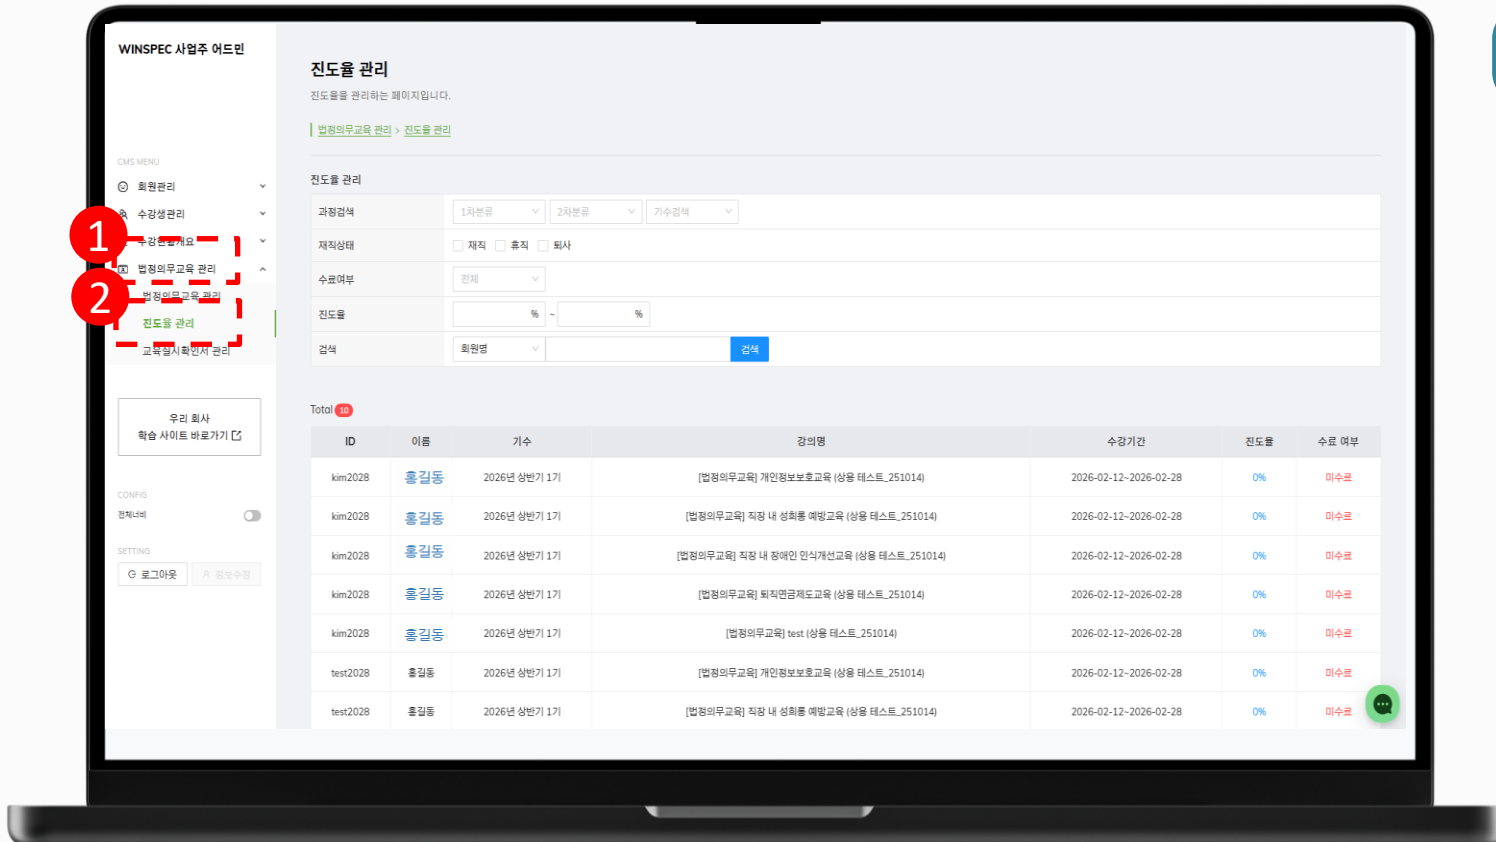 WINSPEC 사업주 어드민
CMS MENU
회원관리
수강생관리
수강현황개요
법정의무교육 관리
법정의무교육 관리
진도율 관리
교육실시확인서 관리
1
2
우리 회사
학습 사이트 바로가기
CONFIG
전체너비
SETTING
로그아웃 정보수정
진도율 관리
진도율을 관리하는 페이지입니다.
법정의무교육 관리 > 진도율 관리
진도율 관리
과정검색 1차분류 2차분류 기수검색
재직상태 재직 휴직 퇴사
수료여부 전체
진도율 % ~ %
검색 회원명 검색
Total 10
ID 이름 기수 강의명 수강기간 진도율 수료 여부
kim2028 홍길동 2026년 상반기 1기 [법정의무교육] 개인정보보호교육 (상용 테스트_251014) 2026-02-12~2026-02-28 0% 미수료
kim2028 홍길동 2026년 상반기 1기 [법정의무교육] 직장 내 성희롱 예방교육 (상용 테스트_251014) 2026-02-12~2026-02-28 0% 미수료
kim2028 홍길동 2026년 상반기 1기 [법정의무교육] 직장 내 장애인 인식개선교육 (상용 테스트_251014) 2026-02-12~2026-02-28 0% 미수료
kim2028 홍길동 2026년 상반기 1기 [법정의무교육] 퇴직연금제도교육 (상용 테스트_251014) 2026-02-12~2026-02-28 0% 미수료
kim2028 홍길동 2026년 상반기 1기 [법정의무교육] test (상용 테스트_251014) 2026-02-12~2026-02-28 0% 미수료
test2028 홍길동 2026년 상반기 1기 [법정의무교육] 개인정보보호교육 (상용 테스트_251014) 2026-02-12~2026-02-28 0% 미수료
test2028 홍길동 2026년 상반기 1기 [법정의무교육] 직장 내 성희롱 예방교육 (상용 테스트_251014) 2026-02-12~2026-02-28 0% 미수료